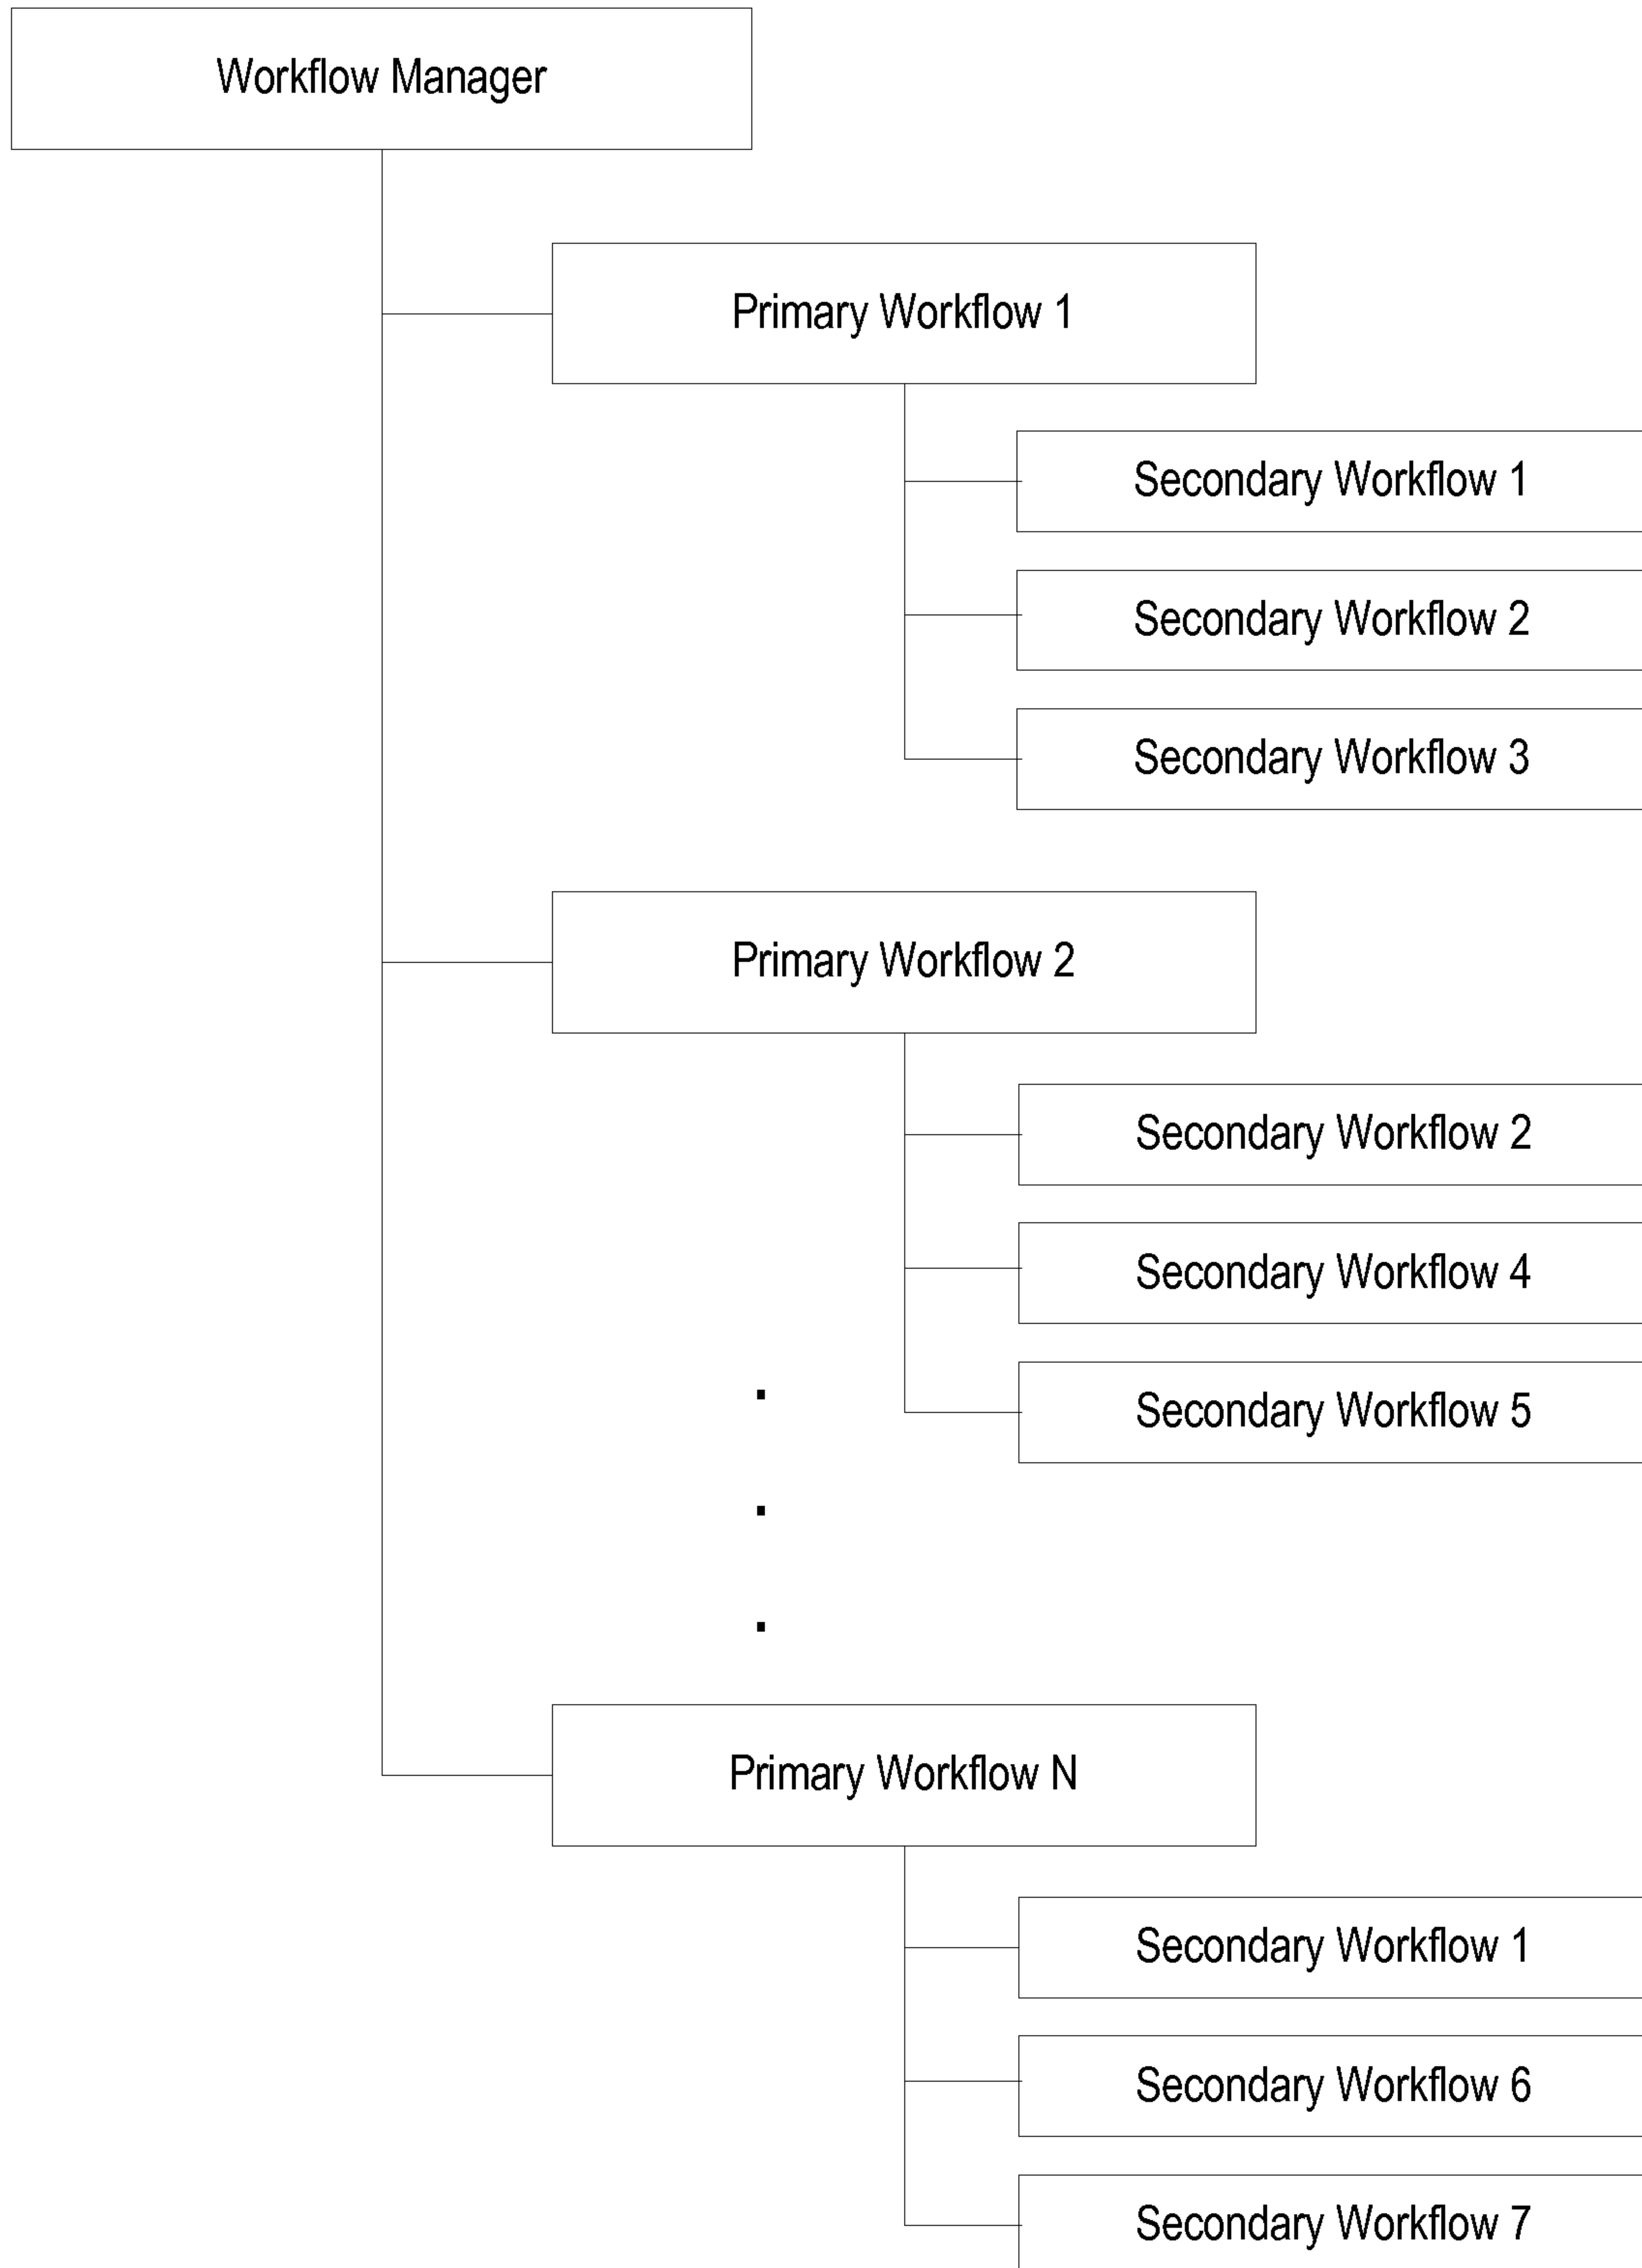 Workflow Manager
Primary Workflow 1
Secondary Workflow 1
Secondary Workflow 2
Secondary Workflow 3
Primary Workflow 2
Secondary Workflow 2
Secondary Workflow 4
Secondary Workflow 5
.
.
.
Primary Workflow N
Secondary Workflow 1
Secondary Workflow 6
Secondary Workflow 7